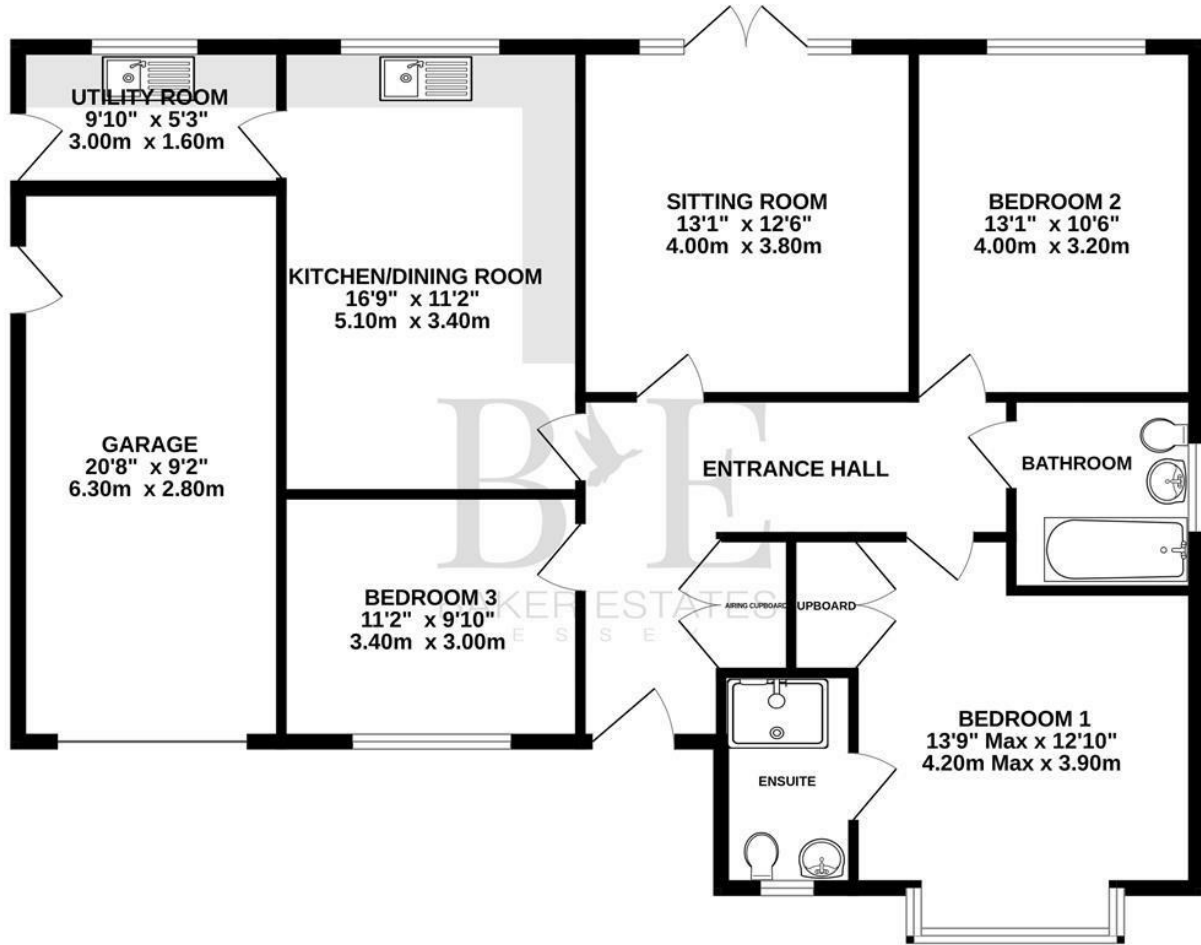 UTILITY ROOM
9'10" x 5'3"
3.00m x 1.60m
SITTING ROOM
13'1" x 12'6"
4.00m x 3.80m
BEDROOM 2
13'1" x 10'6"
4.00m x 3.20m
KITCHEN/DINING ROOM
16'9" x 11'2"
5.10m x 3.40m
GARAGE
20'8" x 9'2"
6.30m x 2.80m
ENTRANCE HALL
BATHROOM
B E
BEDROOM 3
11'2" x 9'10"
3.40m x 3.00m
AIRING CUPBOARD
UPBOARD
AKER ESTATES
E S S E
BEDROOM 1
13'9" Max x 12'10"
4.20m Max x 3.90m
ENSUITE